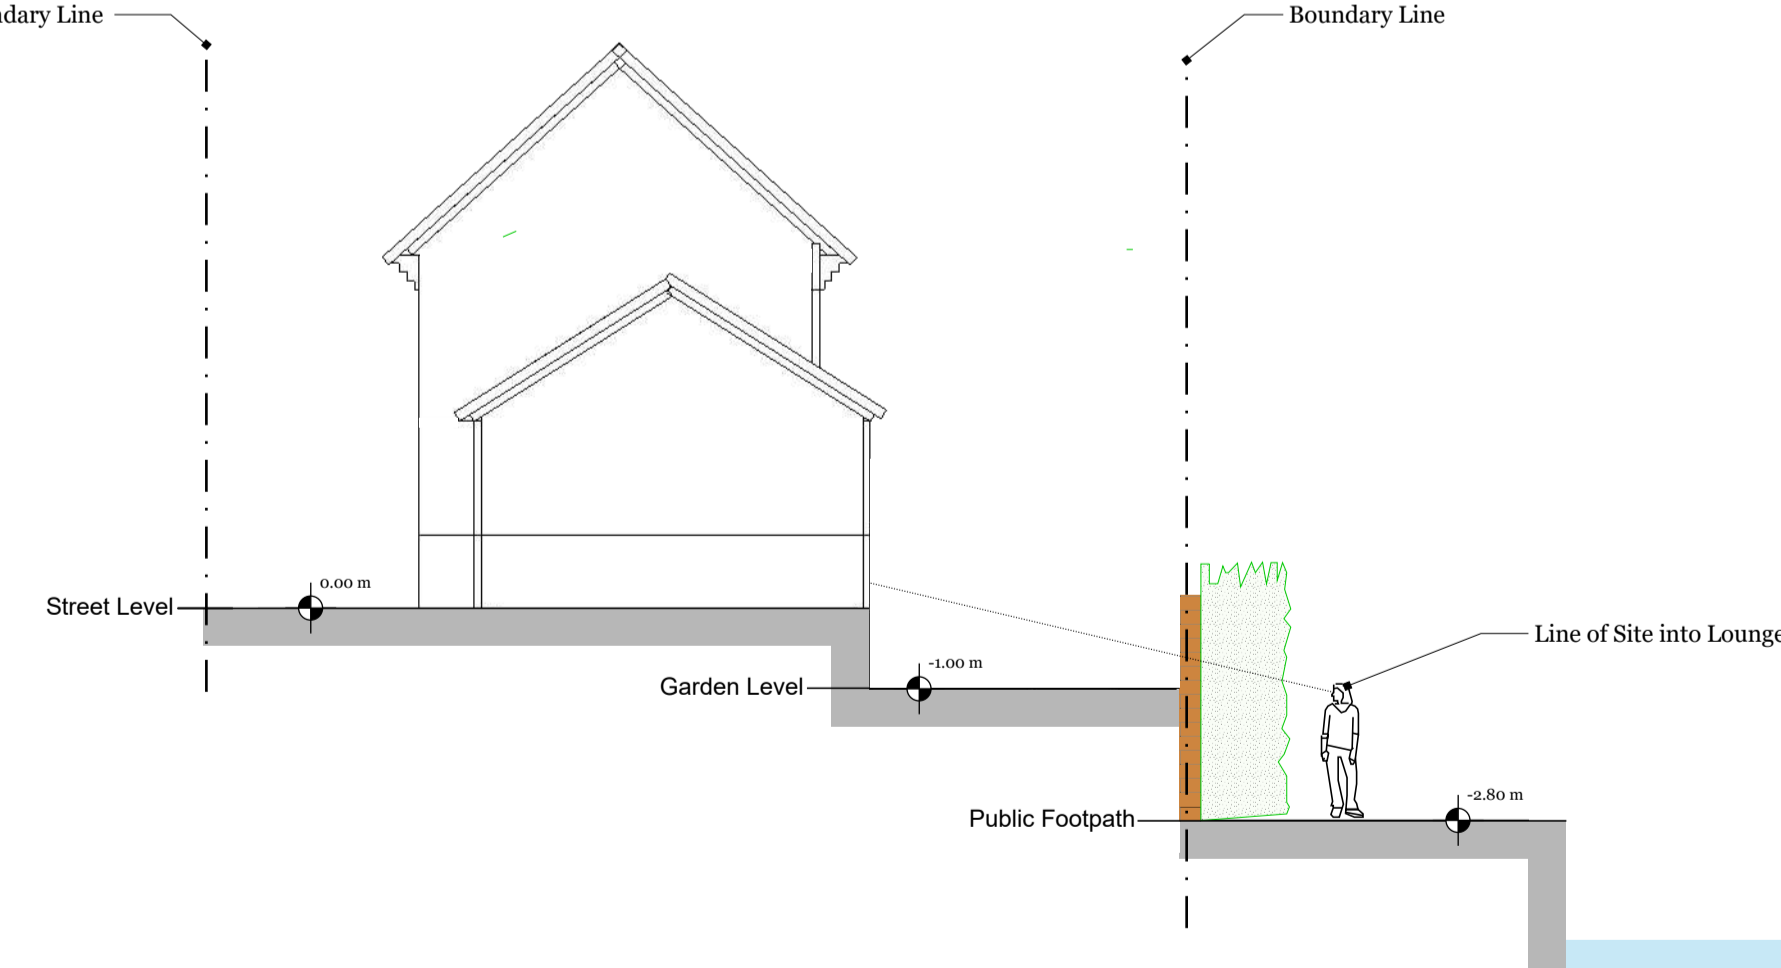 ndary Line
Boundary Line
0.00 m
Street Level
Line of Site into Lounge
-1.00 m
Garden Level
-2.80 m
Public Footpath